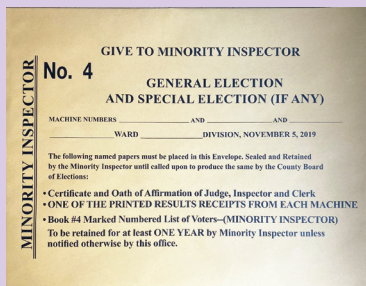 GIVE TO MINORITY INSPECTOR
No. 4
GENERAL ELECTION
AND SPECIAL ELECTION (IF ANY)
MACHINE NUMBERS ____________ AND ____________ AND ____________
____________ WARD ____________ DIVISION, NOVEMBER 5, 2019
The following named papers must be placed in this Envelope. Sealed and Retained
by the Minority Inspector until called upon to produce the same by the County Board
of Elections:
• Certificate and Oath of Affirmation of Judge, Inspector and Clerk
• ONE OF THE PRINTED RESULTS RECEIPTS FROM EACH MACHINE
• Book #4 Marked Numbered List of Voters--(MINORITY INSPECTOR)
To be retained for at least ONE YEAR by Minority Inspector unless
notified otherwise by this office.
MINORITY INSPECTOR